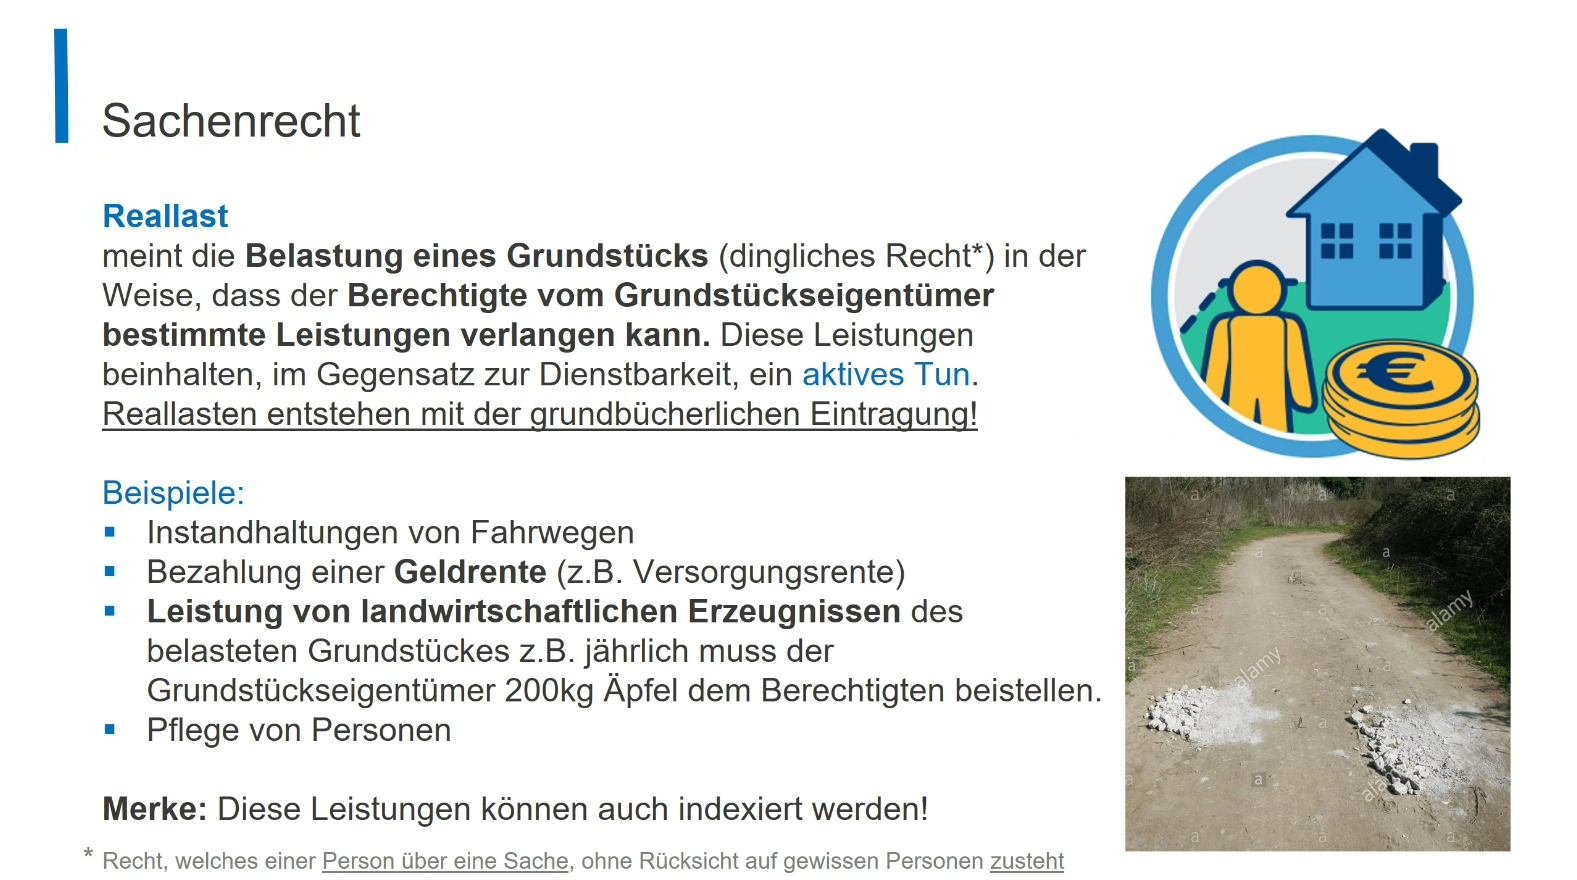 Sachenrecht
Reallast
meint die Belastung eines Grundstücks (dingliches Recht*) in der
Weise, dass der Berechtigte vom Grundstückseigentümer
bestimmte Leistungen verlangen kann. Diese Leistungen
beinhalten, im Gegensatz zur Dienstbarkeit, ein aktives Tun.
Reallasten entstehen mit der grundbücherlichen Eintragung!
Beispiele:
▪ Instandhaltungen von Fahrwegen
▪ Bezahlung einer Geldrente (z.B. Versorgungsrente)
▪ Leistung von landwirtschaftlichen Erzeugnissen des
belasteten Grundstückes z.B. jährlich muss der
Grundstückseigentümer 200kg Äpfel dem Berechtigten beistellen.
▪ Pflege von Personen
Merke: Diese Leistungen können auch indexiert werden!
* Recht, welches einer Person über eine Sache, ohne Rücksicht auf gewissen Personen zusteht
€
alamy
alamy
alamy